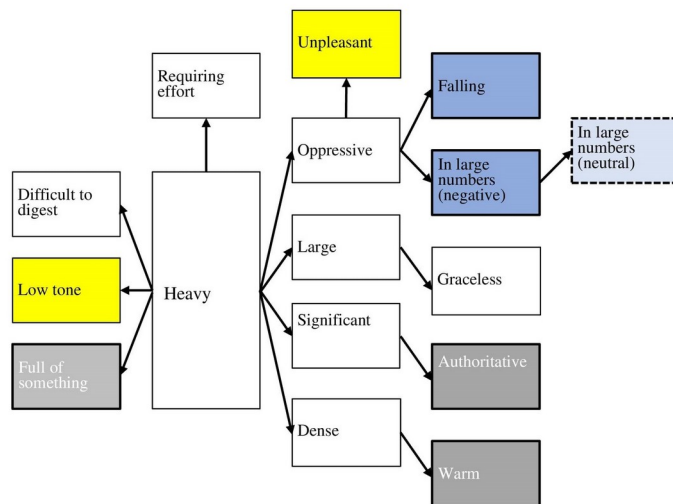 Unpleasant
Requiring
effort
Falling
In large
numbers
(neutral)
Oppressive
In large
numbers
(negative)
Difficult to
digest
Large
Graceless
Low tone
Heavy
Significant
Full of
something
Authoritative
Dense
Warm